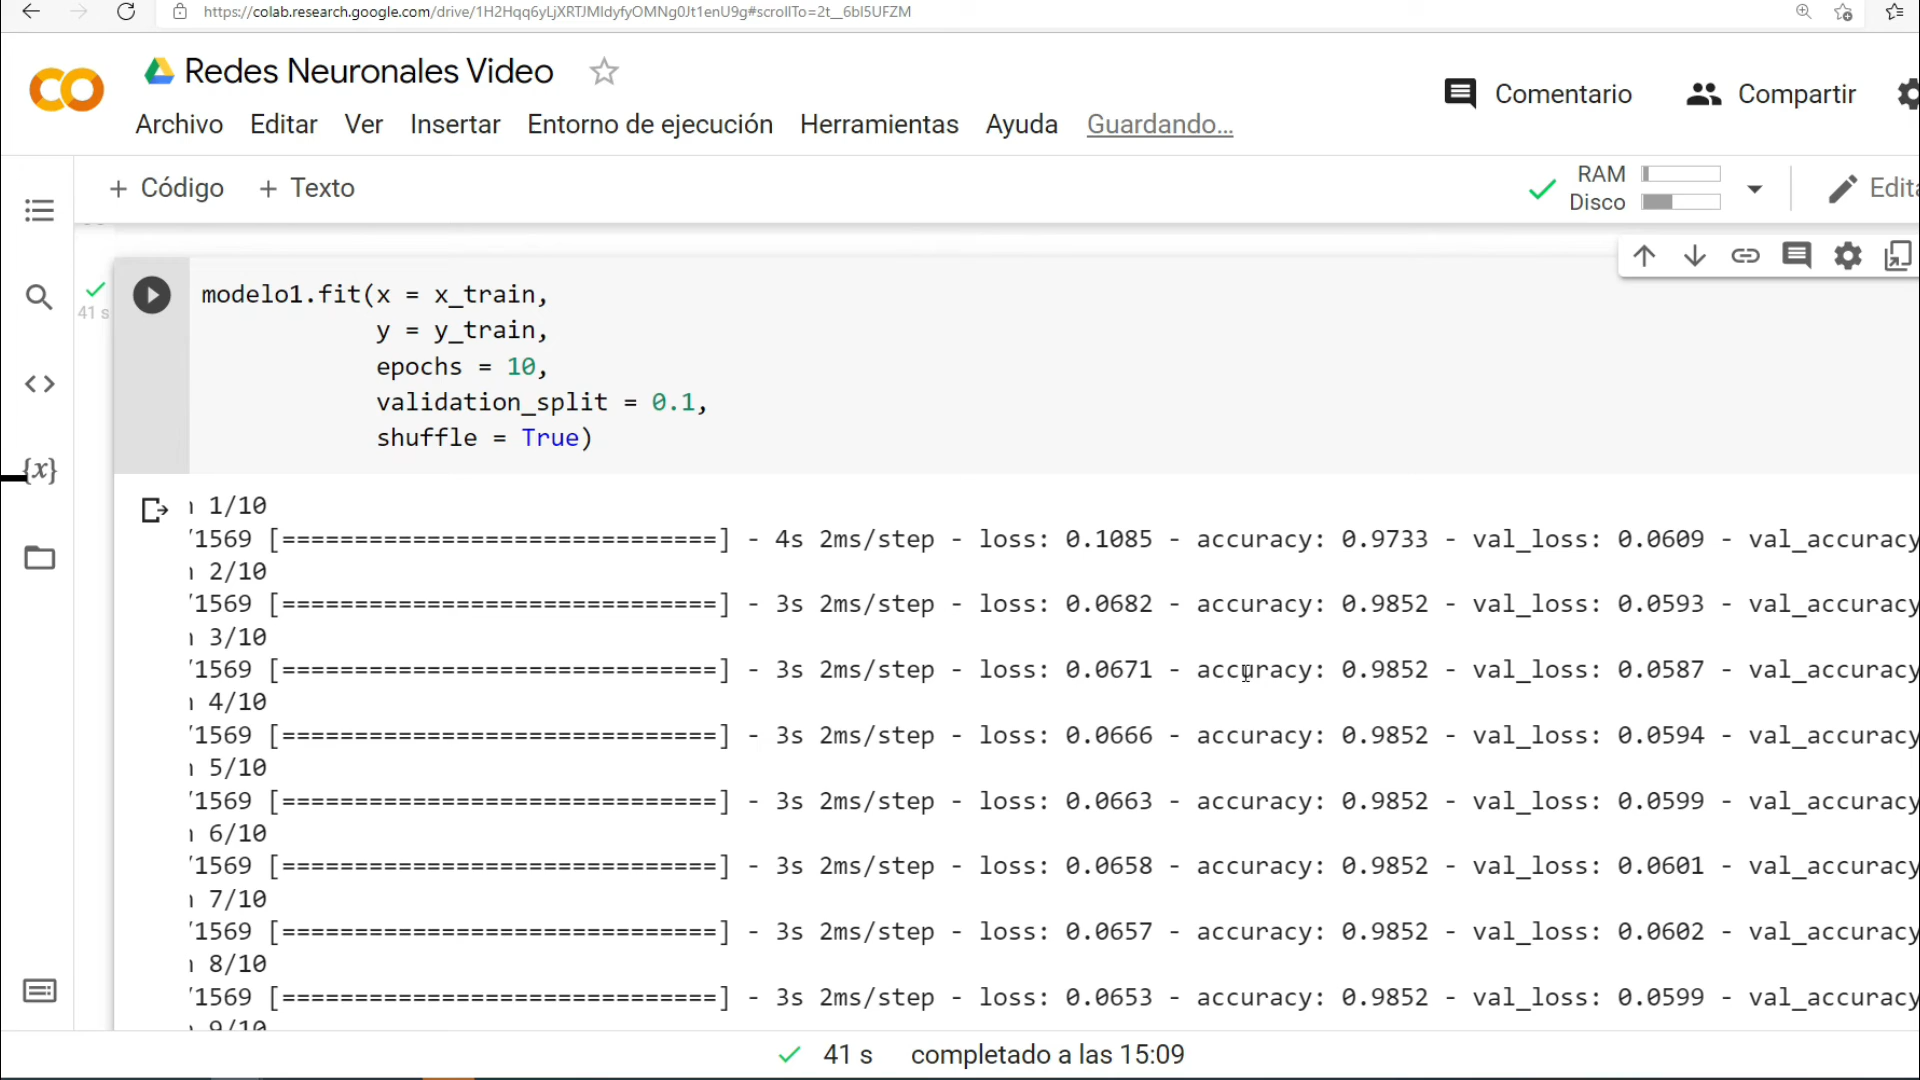 https://colab.research.google.com/drive/1H2Hqq6yLjXRTJMIdyfyOMNg0Jt1enU9g#scrollTo=2t__6bI5UFZM
Redes Neuronales Video
Comentario
Compartir
Archivo Editar Ver Insertar Entorno de ejecución Herramientas Ayuda Guardando...
+ Código + Texto
RAM
Disco
Edita
41 s
modelo1.fit(x = x_train,
y = y_train,
epochs = 10,
validation_split = 0.1,
shuffle = True)
1/10
1569 [==============================] - 4s 2ms/step - loss: 0.1085 - accuracy: 0.9733 - val_loss: 0.0609 - val_accuracy
2/10
1569 [==============================] - 3s 2ms/step - loss: 0.0682 - accuracy: 0.9852 - val_loss: 0.0593 - val_accuracy
3/10
1569 [==============================] - 3s 2ms/step - loss: 0.0671 - accuracy: 0.9852 - val_loss: 0.0587 - val_accuracy
4/10
1569 [==============================] - 3s 2ms/step - loss: 0.0666 - accuracy: 0.9852 - val_loss: 0.0594 - val_accuracy
5/10
1569 [==============================] - 3s 2ms/step - loss: 0.0663 - accuracy: 0.9852 - val_loss: 0.0599 - val_accuracy
6/10
1569 [==============================] - 3s 2ms/step - loss: 0.0658 - accuracy: 0.9852 - val_loss: 0.0601 - val_accuracy
7/10
1569 [==============================] - 3s 2ms/step - loss: 0.0657 - accuracy: 0.9852 - val_loss: 0.0602 - val_accuracy
8/10
1569 [==============================] - 3s 2ms/step - loss: 0.0653 - accuracy: 0.9852 - val_loss: 0.0599 - val_accuracy
9/10
41 s completado a las 15:09